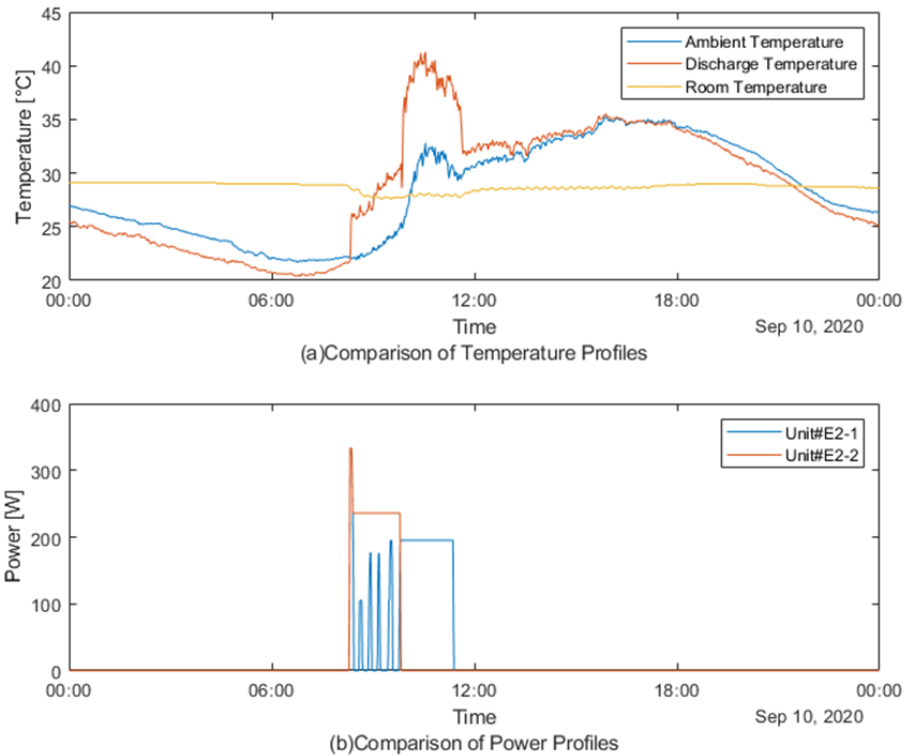 45
40
35
30
25
20
Temperature [°C]
Ambient Temperature
Discharge Temperature
Room Temperature
00:00 06:00 12:00 18:00 00:00
Time
Sep 10, 2020
(a)Comparison of Temperature Profiles
400
300
200
100
0
Power [W]
Unit#E2-1
Unit#E2-2
00:00 06:00 12:00 18:00 00:00
Time
Sep 10, 2020
(b)Comparison of Power Profiles